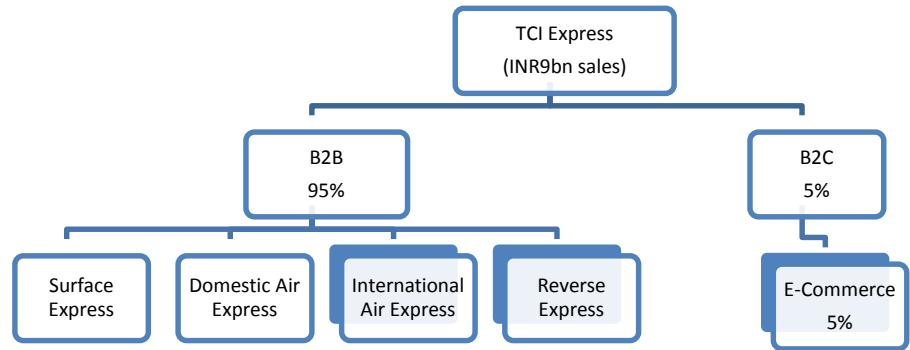 TCI Express
(INR9bn sales)
B2B
95%
B2C
5%
Surface
Express
Domestic Air
Express
International
Air Express
Reverse
Express
E-Commerce
5%